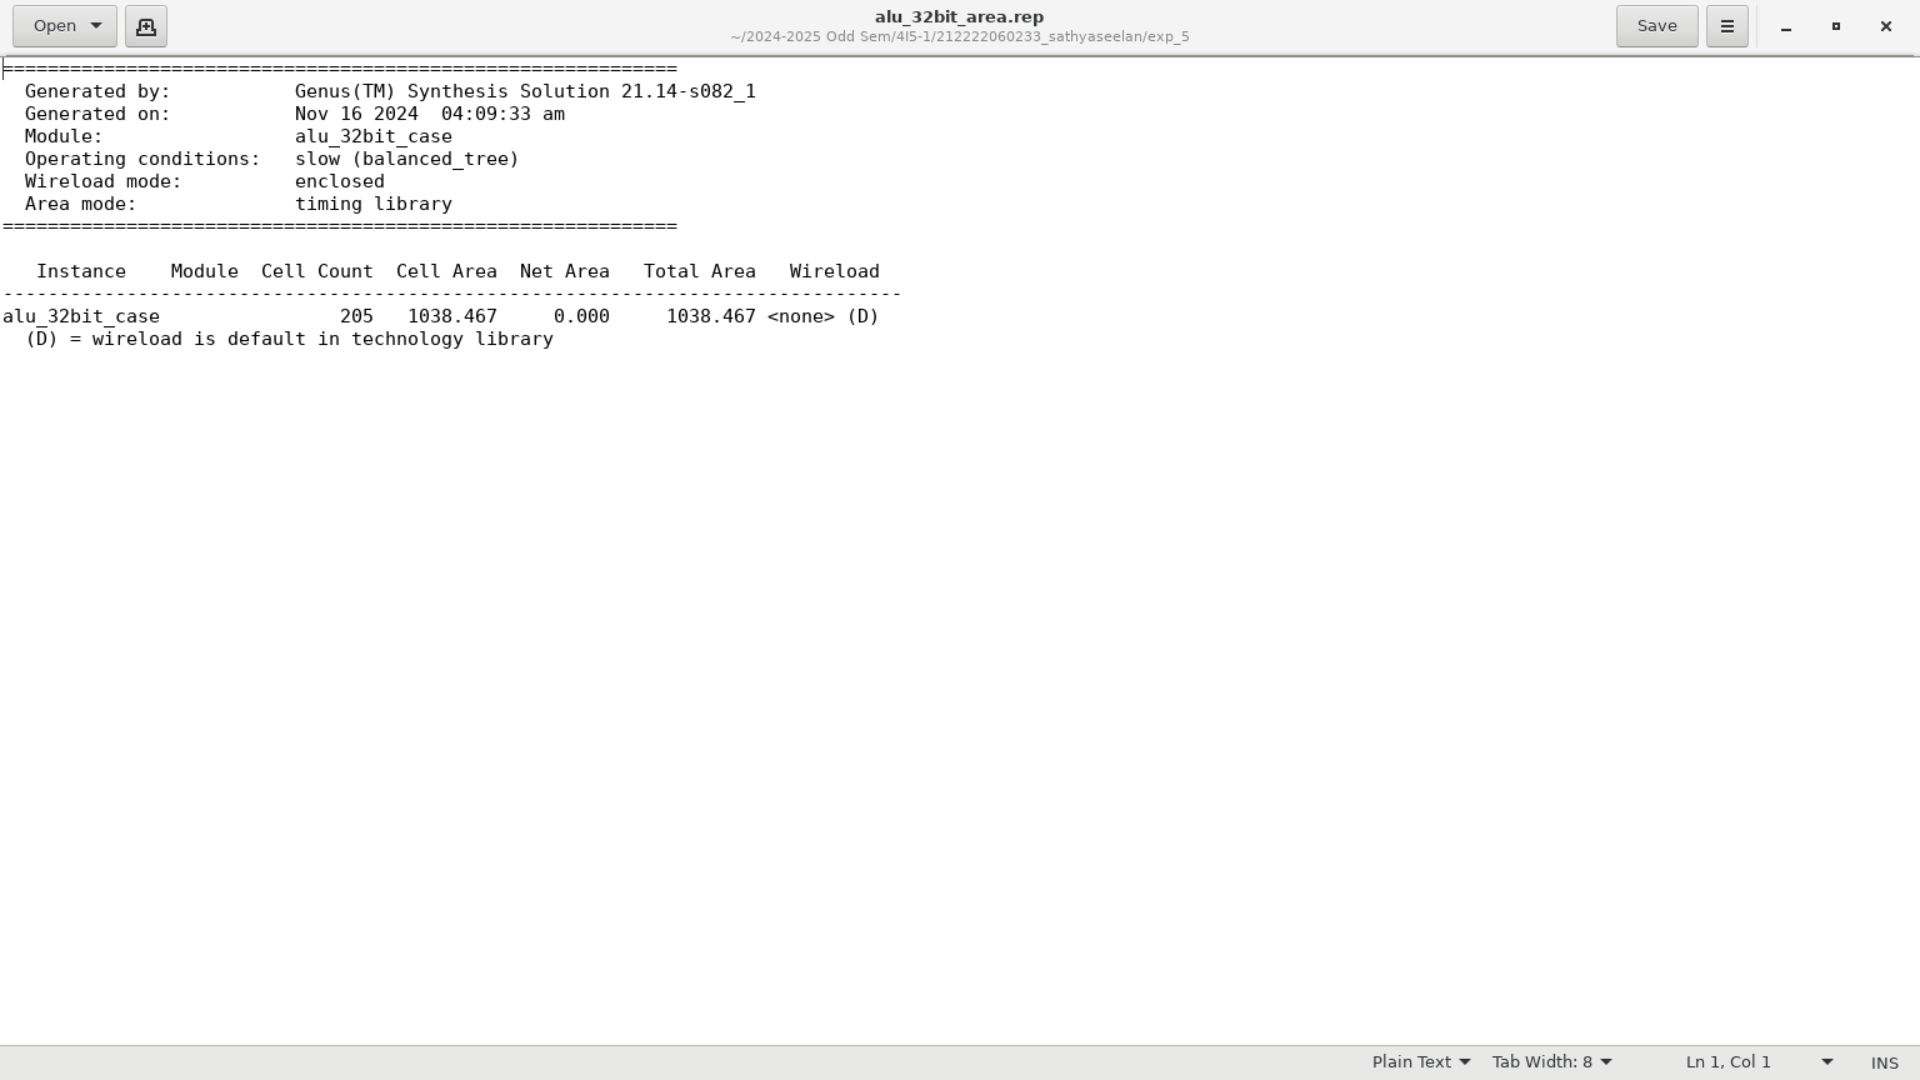 Open
alu_32bit_area.rep
~/2024-2025 Odd Sem/4I5-1/212222060233_sathyaseelan/exp_5
Save
============================================================
  Generated by:           Genus(TM) Synthesis Solution 21.14-s082_1
  Generated on:           Nov 16 2024  04:09:33 am
  Module:                 alu_32bit_case
  Operating conditions:   slow (balanced_tree)
  Wireload mode:          enclosed
  Area mode:              timing library
============================================================
   Instance    Module  Cell Count  Cell Area  Net Area   Total Area   Wireload
--------------------------------------------------------------------------------
alu_32bit_case                205   1038.467     0.000     1038.467 <none> (D)
  (D) = wireload is default in technology library
Plain Text  Tab Width: 8  Ln 1, Col 1  INS